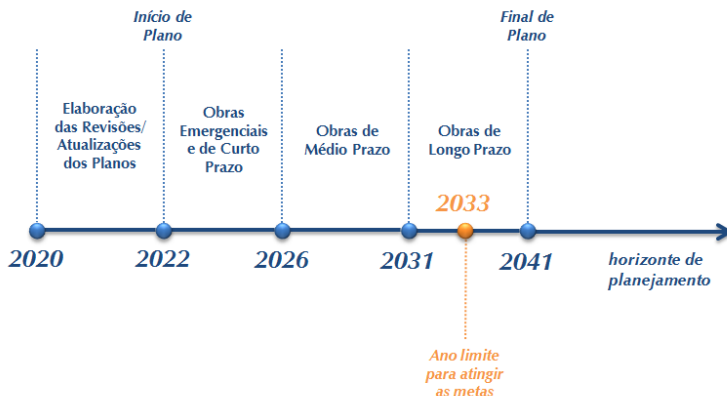 Início de
Plano
Final de
Plano
Elaboração
das Revisões/
Atualizações
dos Planos
Obras
Emergenciais
e de Curto
Prazo
Obras de
Médio Prazo
Obras de
Longo Prazo
2033
2020
2022
2026
2031
2041
horizonte de
planejamento
Ano limite
para atingir
as metas